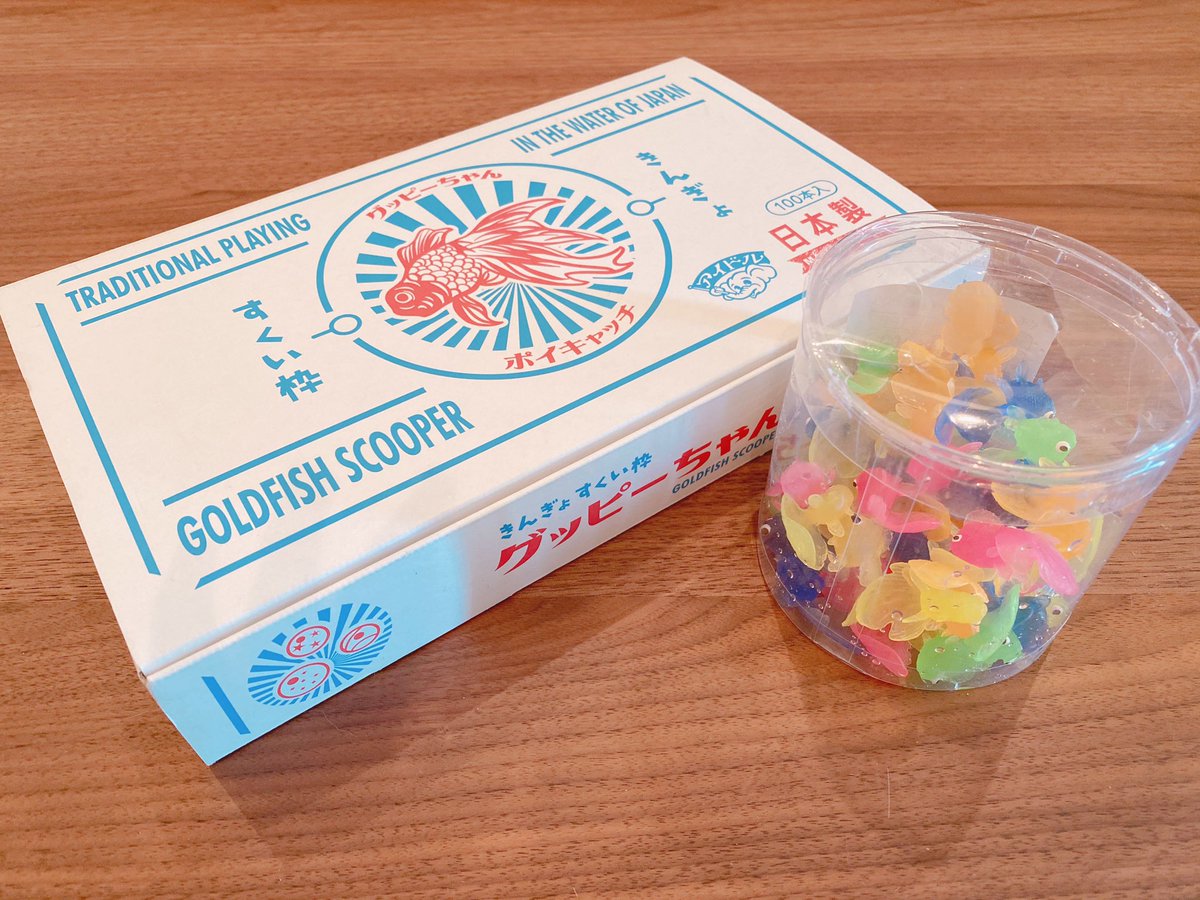 IN THE WATER OF JAPAN
TRADITIONAL PLAYING
きんぎょ
すくい枠
グッピーちゃん
ポイキャッチ
100本入
日本製
アイドル
GOLDFISH SCOOPER
きんぎょすくい枠
グッピーちゃん
GOLDFISH SCOOPER